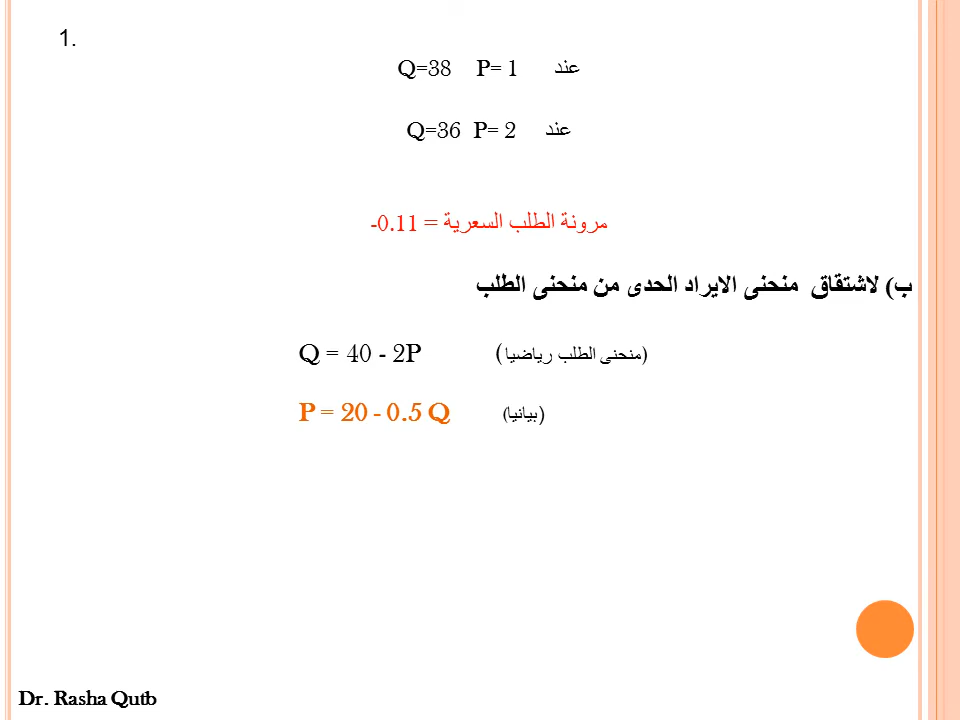 1.
عند P= 1 Q=38
عند P= 2 Q=36
مرونة الطلب السعرية = 0.11-
ب) لاشتقاق منحنى الايراد الحدى من منحنى الطلب
Q = 40 - 2P (منحنى الطلب رياضيا)
P = 20 - 0.5 Q (بيانيا)
Dr. Rasha Qutb